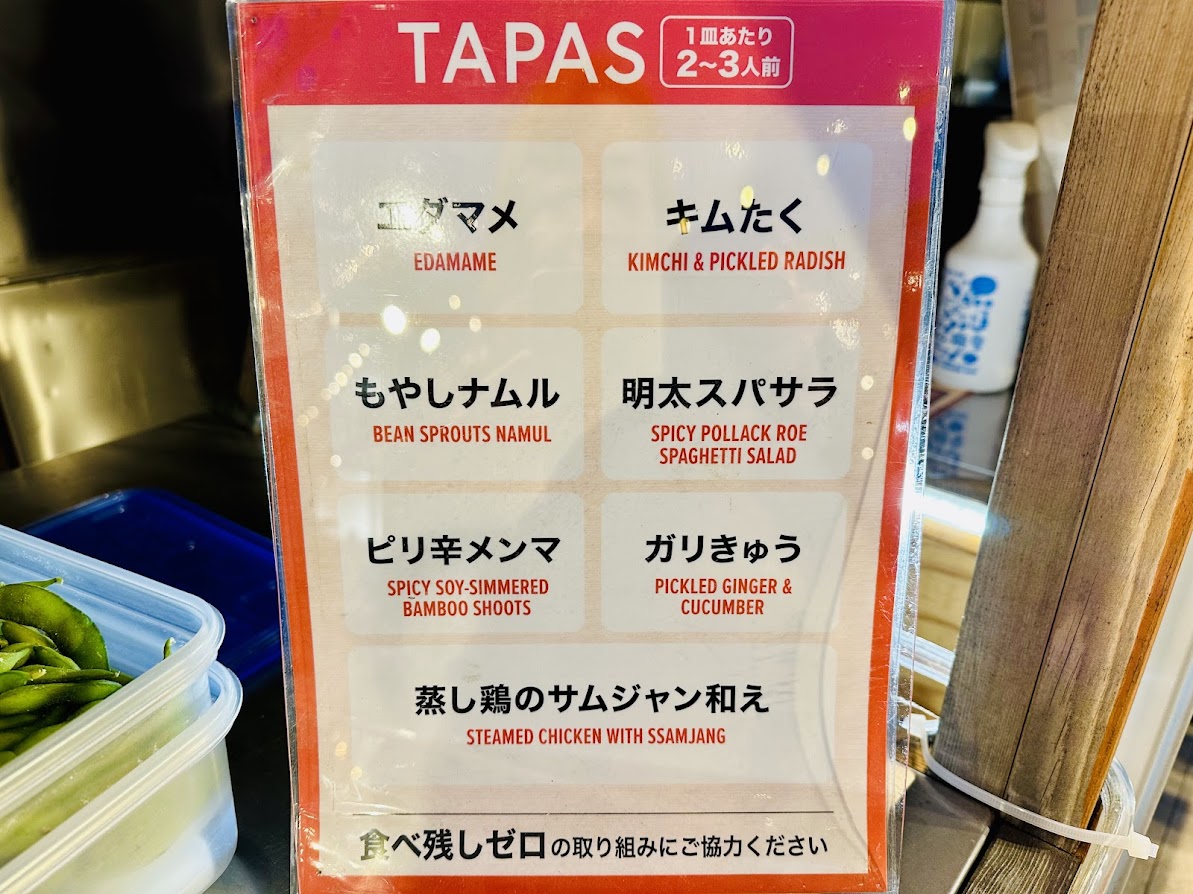 TAPAS
1皿あたり
2〜3人前
エダマメ
EDAMAME
キムたく
KIMCHI & PICKLED RADISH
もやしナムル
BEAN SPROUTS NAMUL
明太スパサラ
SPICY POLLACK ROE
SPAGHETTI SALAD
ピリ辛メンマ
SPICY SOY-SIMMERED
BAMBOO SHOOTS
ガリきゅう
PICKLED GINGER &
CUCUMBER
蒸し鶏のサムジャン和え
STEAMED CHICKEN WITH SSAMJANG
食べ残しゼロの取り組みにご協力ください